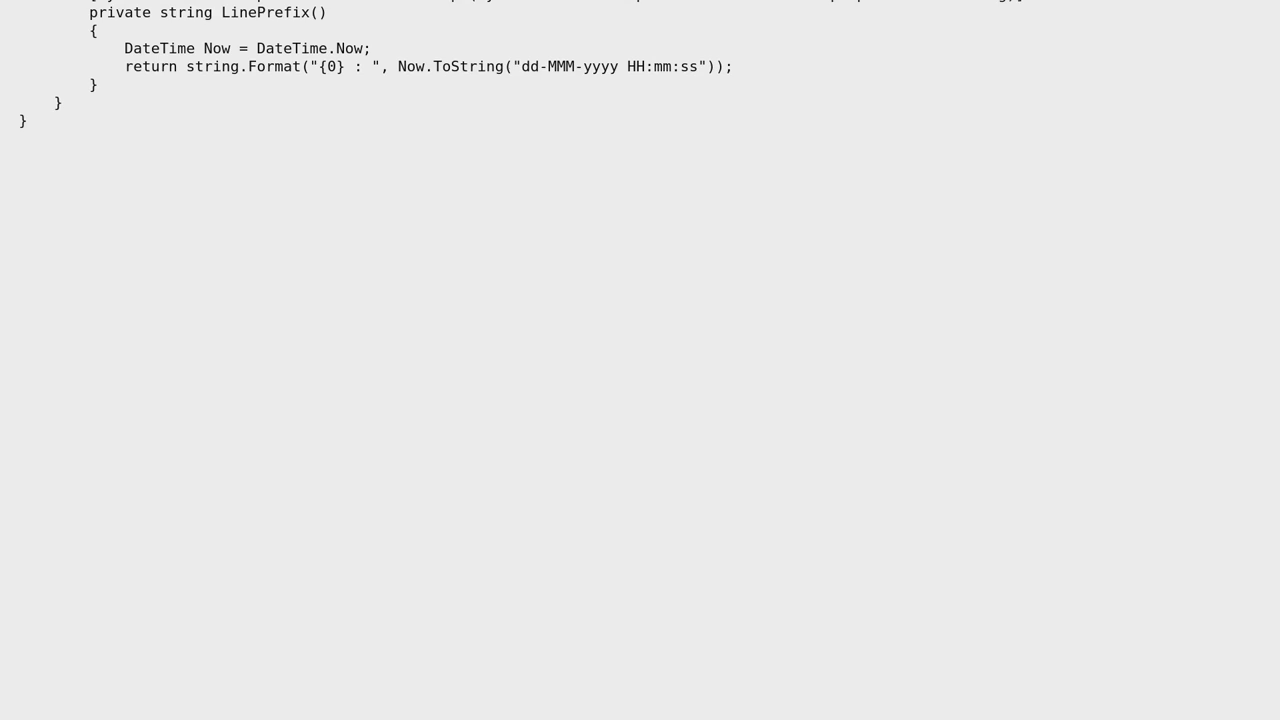 private string LinePrefix()
{
DateTime Now = DateTime.Now;
return string.Format("{0} : ", Now.ToString("dd-MMM-yyyy HH:mm:ss"));
}
}
}